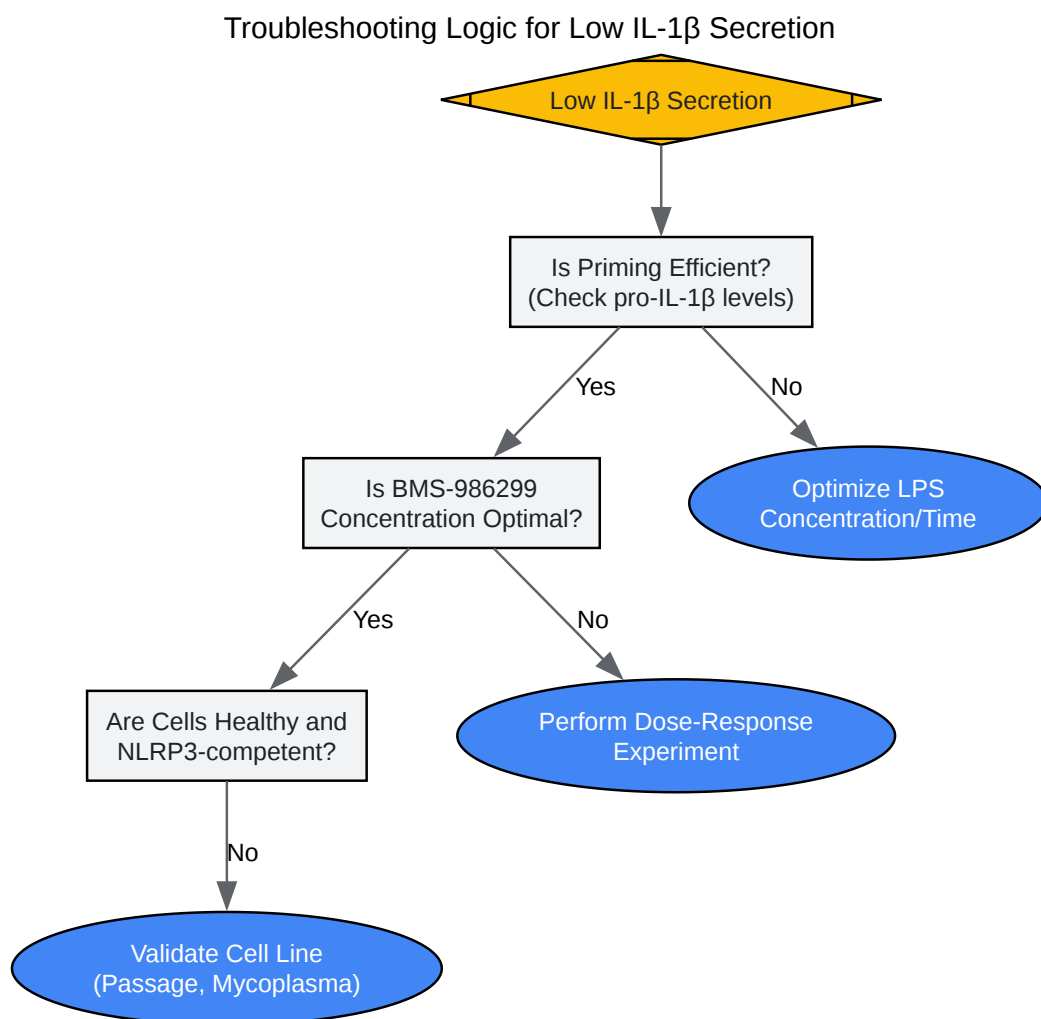 Troubleshooting Logic for Low IL-1β Secretion
Low IL-1β Secretion
Is Priming Efficient?
(Check pro-IL-1β levels)
Yes
No
Is BMS-986299
Concentration Optimal?
Optimize LPS
Concentration/Time
Yes
No
Are Cells Healthy and
NLRP3-competent?
Perform Dose-Response
Experiment
No
Validate Cell Line
(Passage, Mycoplasma)